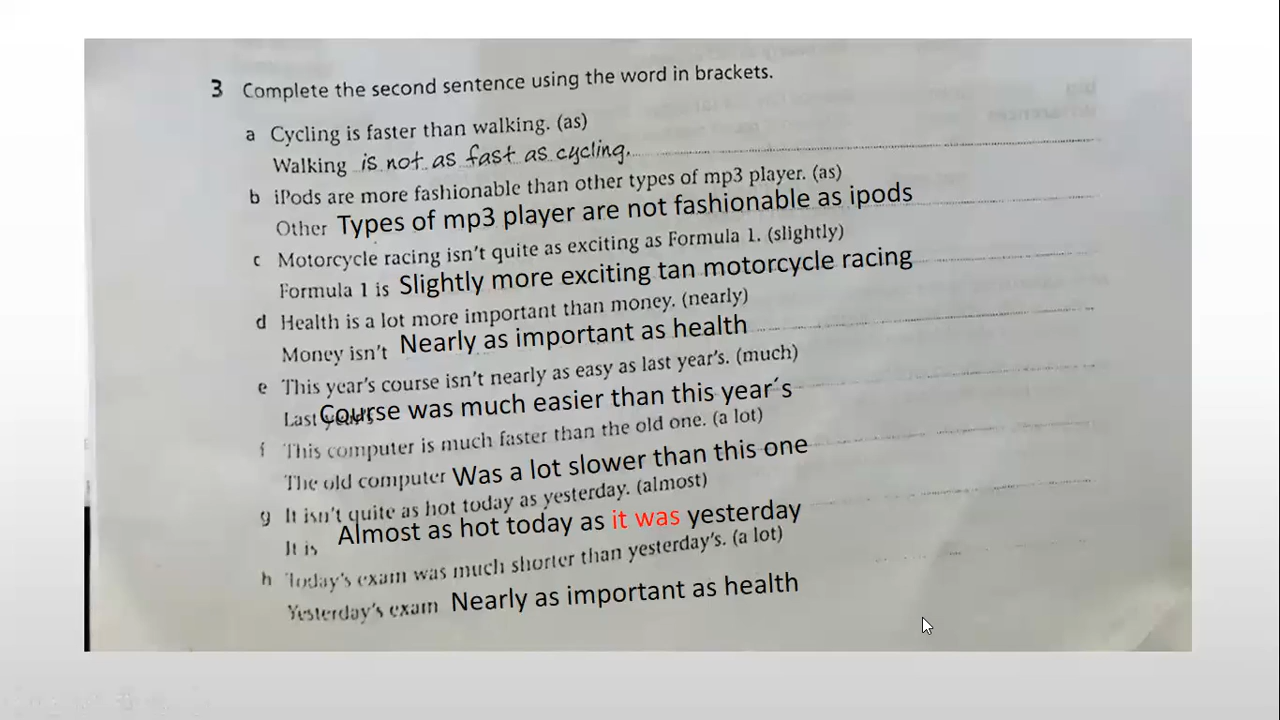 3 Complete the second sentence using the word in brackets.
a Cycling is faster than walking. (as)
Walking is not as fast as cycling.
b iPods are more fashionable than other types of mp3 player. (as)
Other Types of mp3 player are not fashionable as ipods
c Motorcycle racing isn't quite as exciting as Formula 1. (slightly)
Formula 1 is Slightly more exciting tan motorcycle racing
d Health is a lot more important than money. (nearly)
Money isn't Nearly as important as health
e This year's course isn't nearly as easy as last year's. (much)
Last year's Course was much easier than this year´s
f This computer is much faster than the old one. (a lot)
The old computer Was a lot slower than this one
g It isn't quite as hot today as yesterday. (almost)
It is Almost as hot today as it was yesterday
h Today's exam was much shorter than yesterday's. (a lot)
Yesterday's exam Nearly as important as health